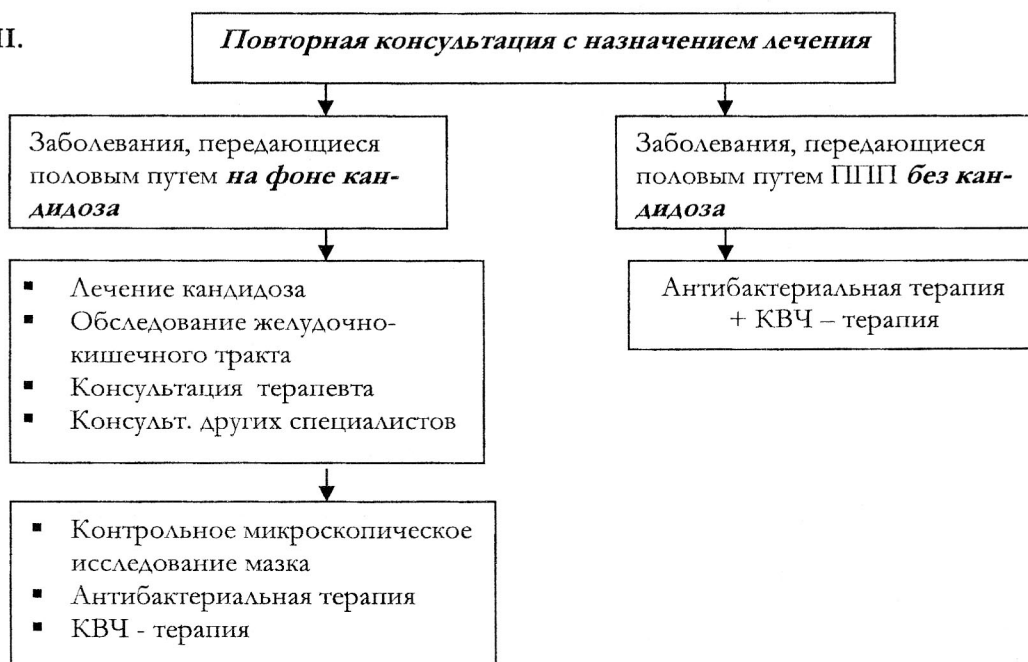 II.
Повторная консультация с назначением лечения
Заболевания, передающиеся
половым путем на фоне кан-
дидоза
Заболевания, передающиеся
половым путем ППП без кан-
дидоза
▪ Лечение кандидоза
▪ Обследование желудочно-
кишечного тракта
▪ Консультация терапевта
▪ Консульт. других специалистов
Антибактериальная терапия
+ КВЧ – терапия
▪ Контрольное микроскопическое
исследование мазка
▪ Антибактериальная терапия
▪ КВЧ - терапия